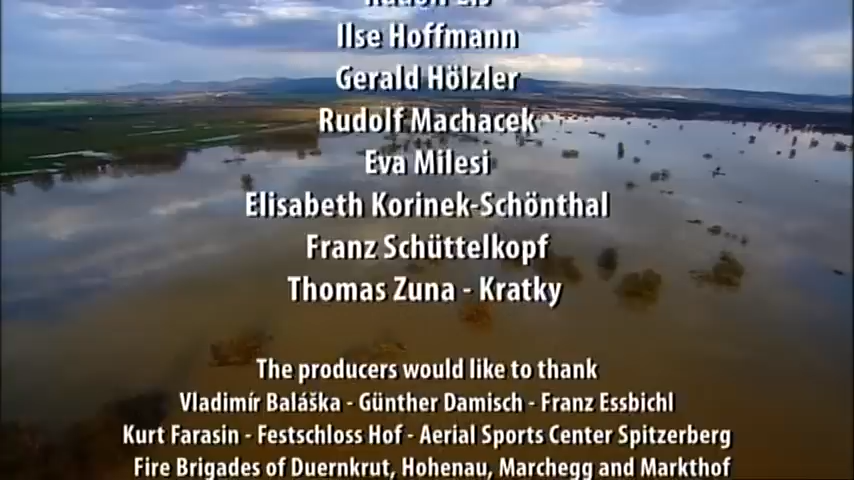 Ilse Hoffmann
Gerald Hölzler
Rudolf Machacek
Eva Milesi
Elisabeth Korinek-Schönthal
Franz Schüttelkopf
Thomas Zuna - Kratky
The producers would like to thank
Vladimír Baláška - Günther Damisch - Franz Essbichl
Kurt Farasin - Festschloss Hof - Aerial Sports Center Spitzerberg
Fire Brigades of Duernkrut, Hohenau, Marchegg and Markthof